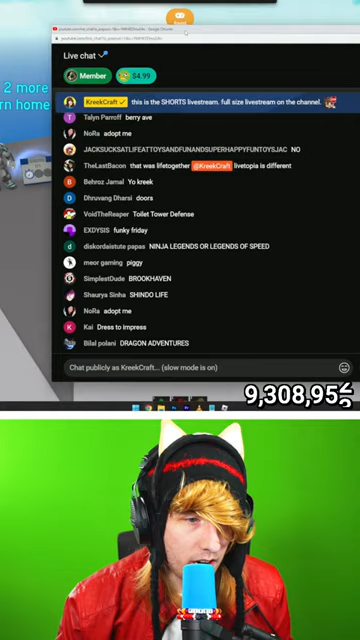 2 more
rn home
Live chat
Member
$4.99
KreekCraft this is the SHORTS livestream. full size livestream on the channel.
Talyn Parroff berry ave
NoRa adopt me
JACKSUCKSATLIFEATTOYSANDFUNANDSUPERHAPPYFUNTOYSJAC NO
TheLastBacon that was lifetogether @KreekCraft livetopia is different
Behroz Jamal Yo kreek
Dhruvang Dharsi doors
VoidTheReaper Toilet Tower Defense
EXDYSIS funky friday
diskordaistute papas NINJA LEGENDS OR LEGENDS OF SPEED
meor gaming piggy
SimplestDude BROOKHAVEN
Shaurya Sinha SHINDO LIFE
NoRa adopt me
Kai Dress to impress
Bilal polani DRAGON ADVENTURES
Chat publicly as KreekCraft... (slow mode is on)